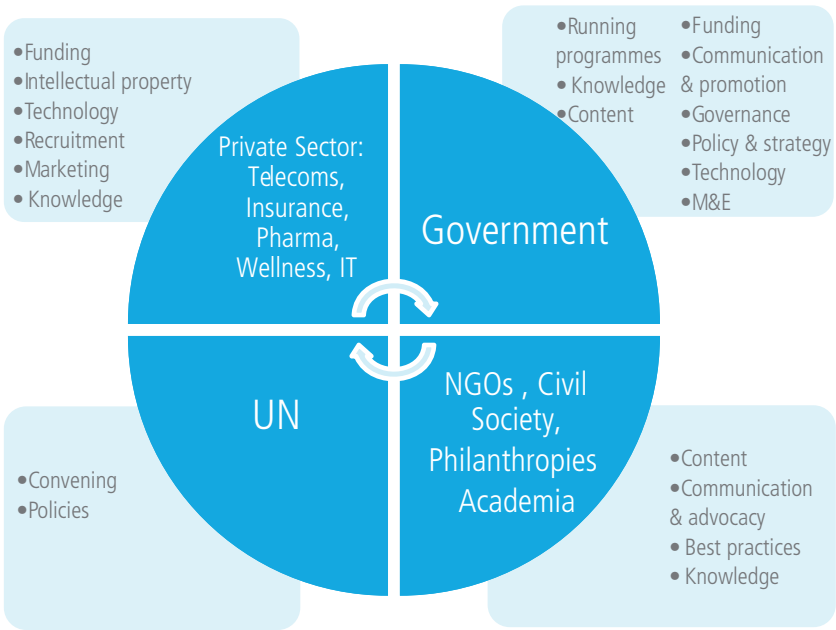 •Funding
•Intellectual property
•Technology
•Recruitment
•Marketing
• Knowledge
Private Sector:
Telecoms,
Insurance,
Pharma,
Wellness, IT
•Running
programmes
• Knowledge
•Content
•Funding
•Communication
& promotion
•Governance
•Policy & strategy
•Technology
•M&E
Government
UN
•Convening
•Policies
NGOs , Civil
Society,
Philanthropies
Academia
•Content
•Communication
& advocacy
• Best practices
• Knowledge